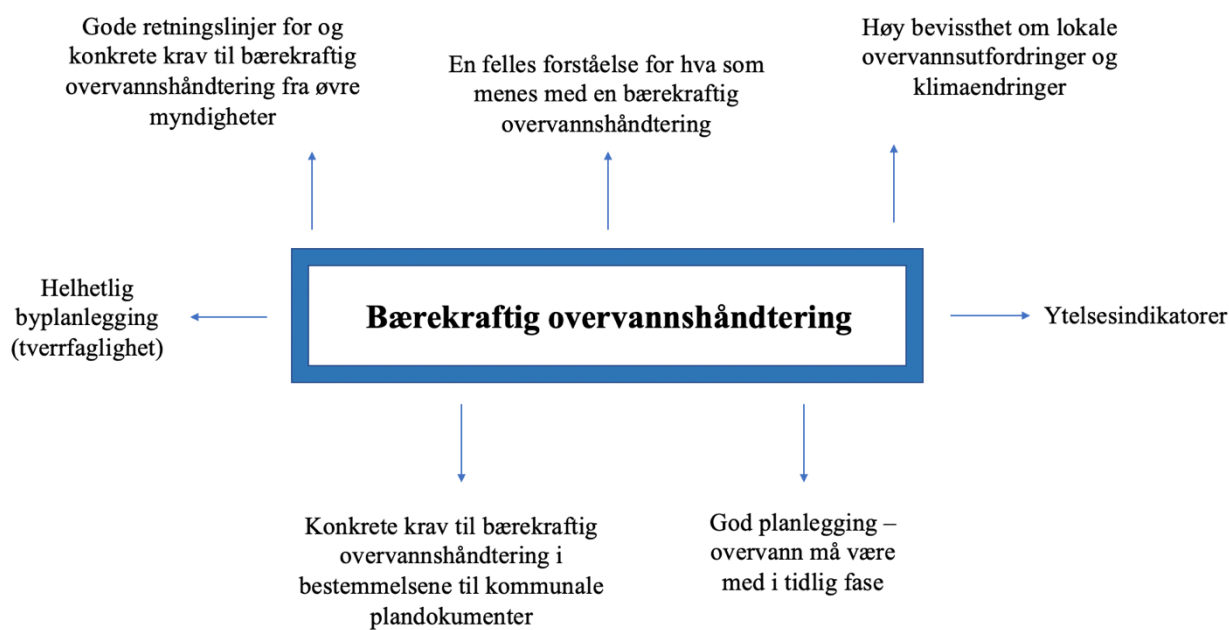 Gode retningslinjer for og
konkrete krav til bærekraftig
overvannshåndtering fra øvre
myndigheter
En felles forståelse for hva som
menes med en bærekraftig
overvannshåndtering
Høy bevissthet om lokale
overvannsutfordringer og
klimaendringer
Helhetlig
byplanlegging
(tverrfaglighet)
Bærekraftig overvannshåndtering
Ytelsesindikatorer
Konkrete krav til bærekraftig
overvannshåndtering i
bestemmelsene til kommunale
plandokumenter
God planlegging –
overvann må være
med i tidlig fase